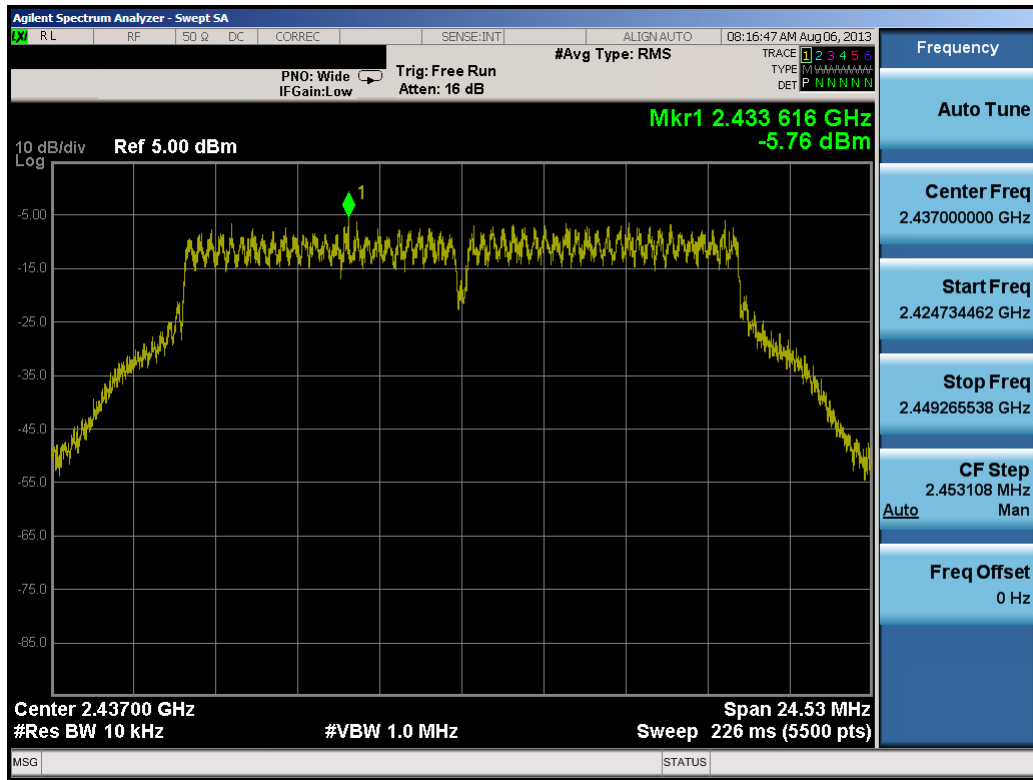 Agilent Spectrum Analyzer - Swept SA
LXI RL RF 50 Ω DC CORREC SENSE:INT ALIGN AUTO 08:16:47 AM Aug 06, 2013
#Avg Type: RMS
TRACE 1 2 3 4 5 6
PNO: Wide Trig: Free Run
TYPE M WWWWW
IFGain:Low Atten: 16 dB
DET P N N N N N
Mkr1 2.433 616 GHz
-5.76 dBm
10 dB/div Ref 5.00 dBm
Log
1
-5.00
-15.0
-25.0
-35.0
-45.0
-55.0
-65.0
-75.0
-85.0
Center 2.43700 GHz Span 24.53 MHz
#Res BW 10 kHz #VBW 1.0 MHz Sweep 226 ms (5500 pts)
MSG STATUS
Frequency
Auto Tune
Center Freq
2.437000000 GHz
Start Freq
2.424734462 GHz
Stop Freq
2.449265538 GHz
CF Step
2.453108 MHz
Auto Man
Freq Offset
0 Hz